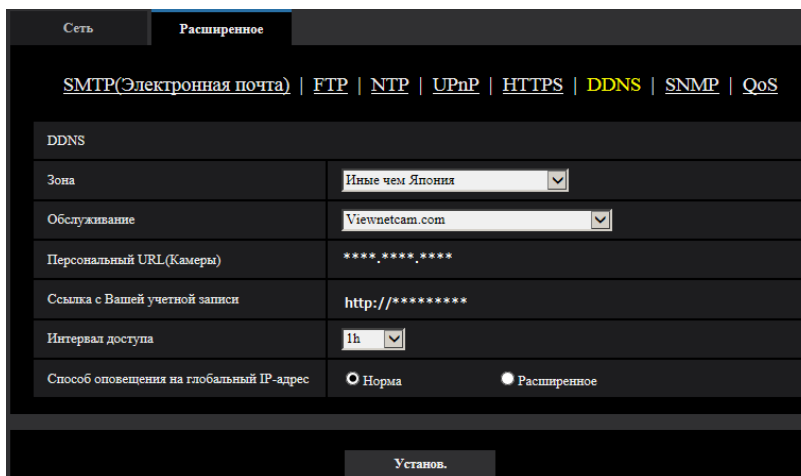 Сеть Расширенное
SMTP(Электронная почта) | FTP | NTP | UPnP | HTTPS | DDNS | SNMP | QoS
DDNS
Зона Иные чем Япония
Обслуживание Viewnetcam.com
Персональный URL(Камеры) ****.****.****
Ссылка с Вашей учетной записи http://*********
Интервал доступа 1h
Способ оповещения на глобальный IP-адрес Норма Расширенное
Установ.